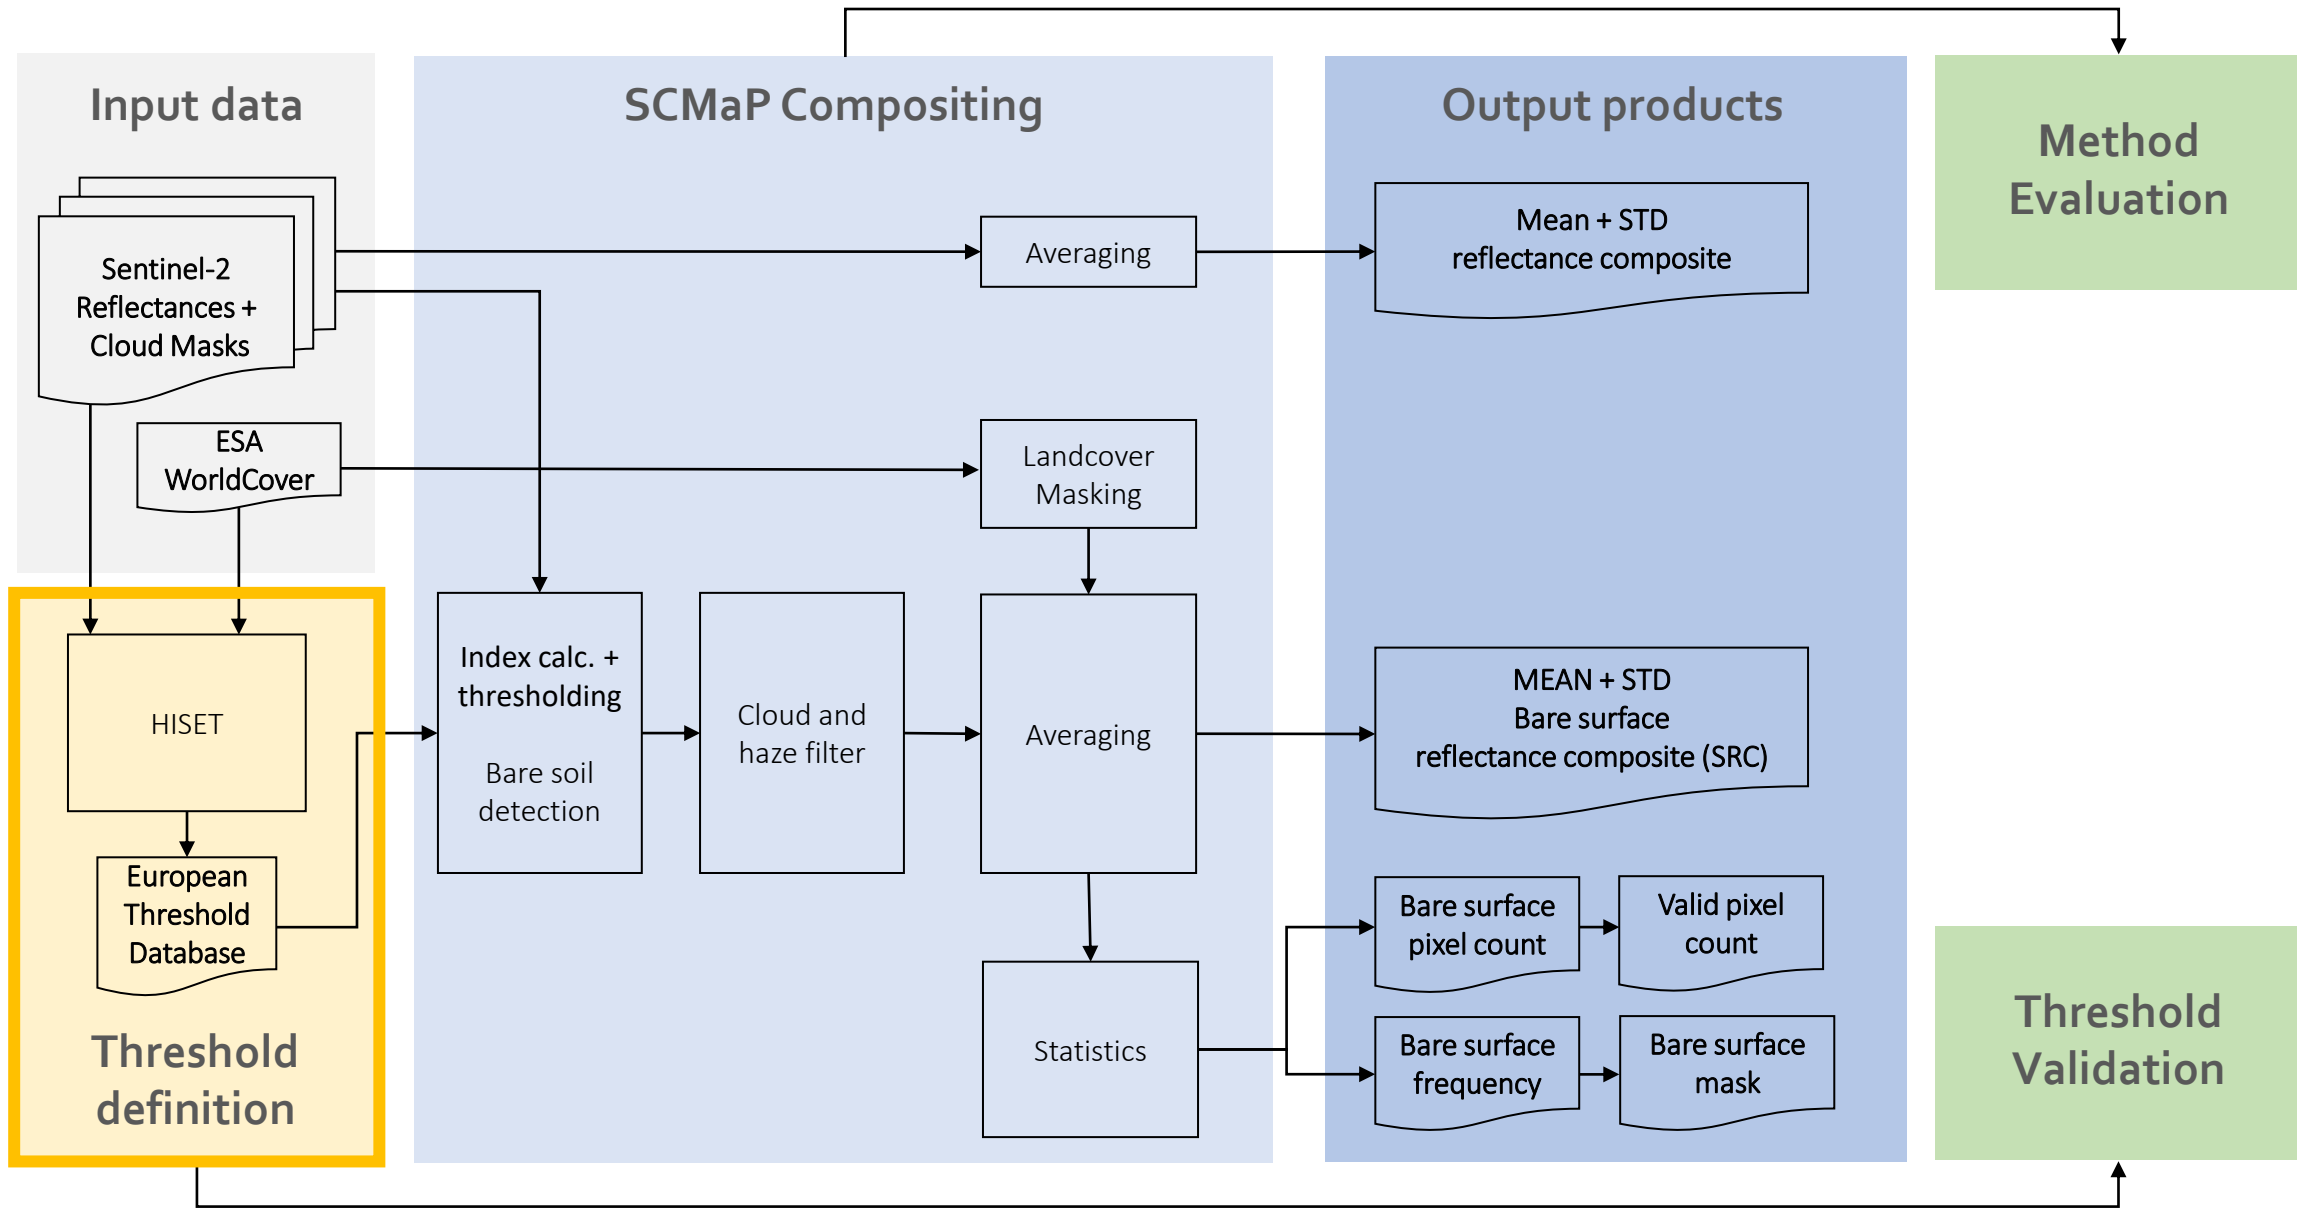 Input data
Sentinel-2
Reflectances +
Cloud Masks
ESA
WorldCover
HISET
European
Threshold
Database
Threshold
definition
SCMaP Compositing
Averaging
Landcover
Masking
Index calc. +
thresholding
Bare soil
detection
Cloud and
haze filter
Averaging
Statistics
Output products
Mean + STD
reflectance composite
MEAN + STD
Bare surface
reflectance composite (SRC)
Bare surface
pixel count
Valid pixel
count
Bare surface
frequency
Bare surface
mask
Method
Evaluation
Threshold
Validation